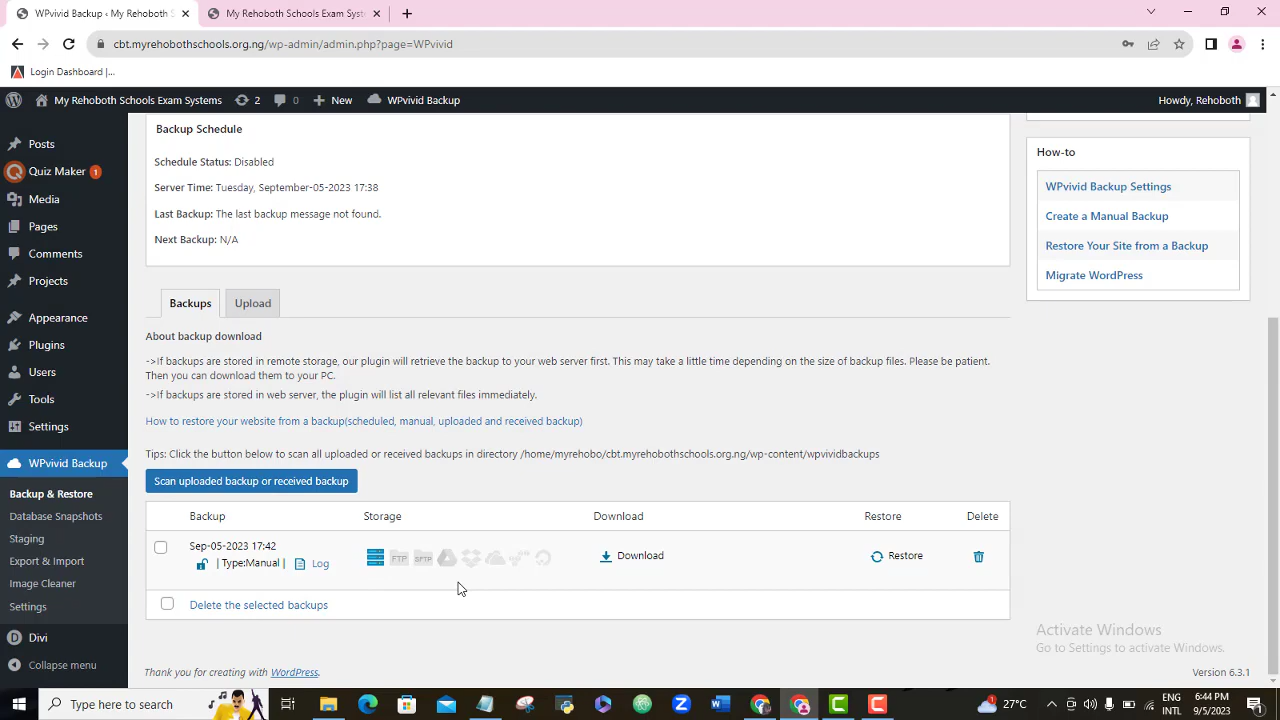 WPvivid Backup ‹ My Rehoboth S
My Rehoboth Schools Exam Syste
cbt.myrehobothschools.org.ng/wp-admin/admin.php?page=WPvivid
Login Dashboard |...
My Rehoboth Schools Exam Systems
2
0
New
WPvivid Backup
Howdy, Rehoboth
Posts
Quiz Maker 1
Media
Pages
Comments
Projects
Appearance
Plugins
Users
Tools
Settings
WPvivid Backup
Backup & Restore
Database Snapshots
Staging
Export & Import
Image Cleaner
Settings
Divi
Collapse menu
Backup Schedule
Schedule Status: Disabled
Server Time: Tuesday, September-05-2023 17:38
Last Backup: The last backup message not found.
Next Backup: N/A
How-to
WPvivid Backup Settings
Create a Manual Backup
Restore Your Site from a Backup
Migrate WordPress
Backups
Upload
About backup download
->If backups are stored in remote storage, our plugin will retrieve the backup to your web server first. This may take a little time depending on the size of backup files. Please be patient.
Then you can download them to your PC.
->If backups are stored in web server, the plugin will list all relevant files immediately.
How to restore your website from a backup(scheduled, manual, uploaded and received backup)
Tips: Click the button below to scan all uploaded or received backups in directory /home/myrehobo/cbt.myrehobothschools.org.ng/wp-content/wpvividbackups
Scan uploaded backup or received backup
Backup Storage Download Restore Delete
Sep-05-2023 17:42
| Type:Manual | Log
FTP SFTP
Download
Restore
Delete the selected backups
Activate Windows
Go to Settings to activate Windows.
Thank you for creating with WordPress.
Version 6.3.1
Type here to search
27°C
ENG
INTL
6:44 PM
9/5/2023